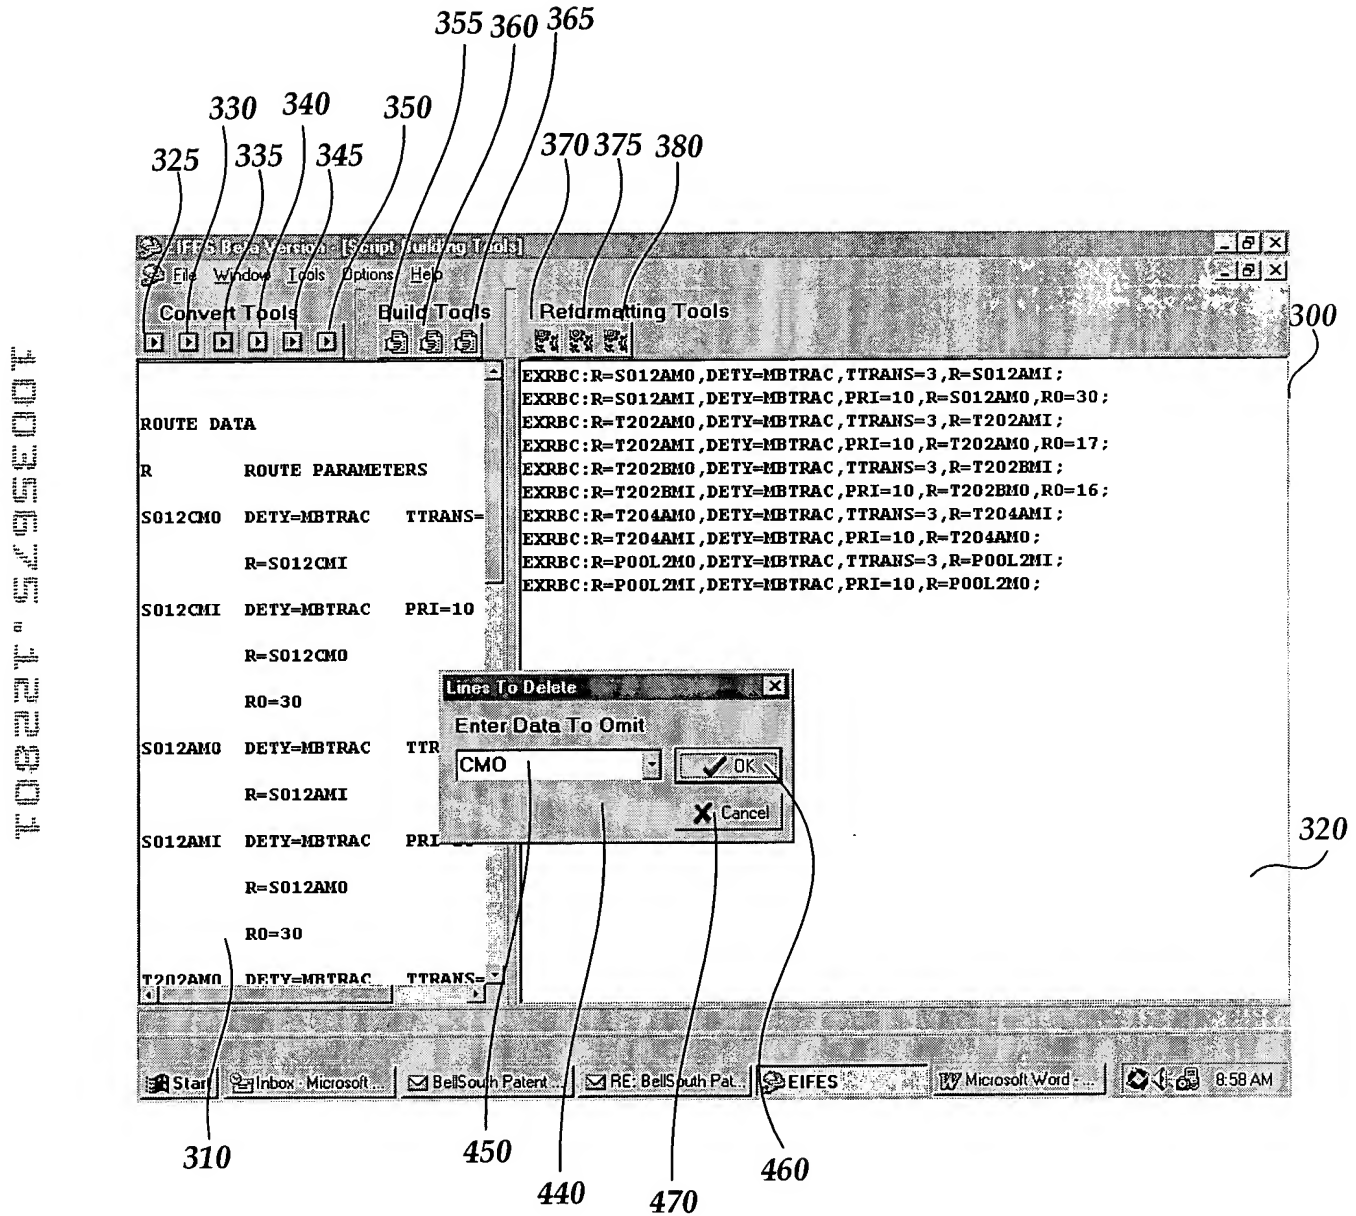 355 360 365
330 340 350
325 335 345 370 375 380
EIFFS Beta Version - [Script Building Tools]
File Window Tools Options Help
Convert Tools Build Tools Reformatting Tools
300
ROUTE DATA
R ROUTE PARAMETERS
S012CMO DETY=MBTRAC TTRANS=
R=S012CMI
S012CMI DETY=MBTRAC PRI=10
R=S012CMO
RO=30
S012AMO DETY=MBTRAC TTR
R=S012AMI
S012AMI DETY=MBTRAC PRI
R=S012AMO
RO=30
T202AMO DETY=MBTRAC TTRANS=
EXRBC:R=S012AMO,DETY=MBTRAC,TTRANS=3,R=S012AMI;
EXRBC:R=S012AMI,DETY=MBTRAC,PRI=10,R=S012AMO,RO=30;
EXRBC:R=T202AMO,DETY=MBTRAC,TTRANS=3,R=T202AMI;
EXRBC:R=T202AMI,DETY=MBTRAC,PRI=10,R=T202AMO,RO=17;
EXRBC:R=T202BMO,DETY=MBTRAC,TTRANS=3,R=T202BMI;
EXRBC:R=T202BMI,DETY=MBTRAC,PRI=10,R=T202BMO,RO=16;
EXRBC:R=T204AMO,DETY=MBTRAC,TTRANS=3,R=T204AMI;
EXRBC:R=T204AMI,DETY=MBTRAC,PRI=10,R=T204AMO;
EXRBC:R=POOL2MO,DETY=MBTRAC,TTRANS=3,R=POOL2MI;
EXRBC:R=POOL2MI,DETY=MBTRAC,PRI=10,R=POOL2MO;
Lines To Delete
Enter Data To Omit
CMO OK
Cancel
320
Start Inbox - Microsoft ... BellSouth Patent ... RE: BellSouth Pat... EIFES Microsoft Word - ... 8:58 AM
310 450 440 470 460
10035675.122801